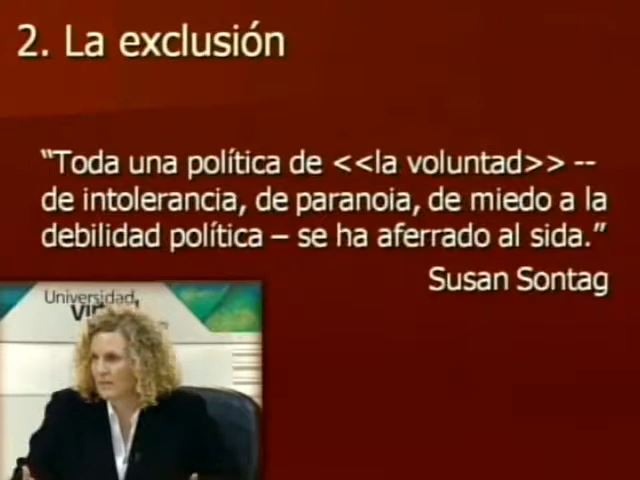 2. La exclusión
“Toda una política de <<la voluntad>> --
de intolerancia, de paranoia, de miedo a la
debilidad política – se ha aferrado al sida.”
Susan Sontag
Universidad